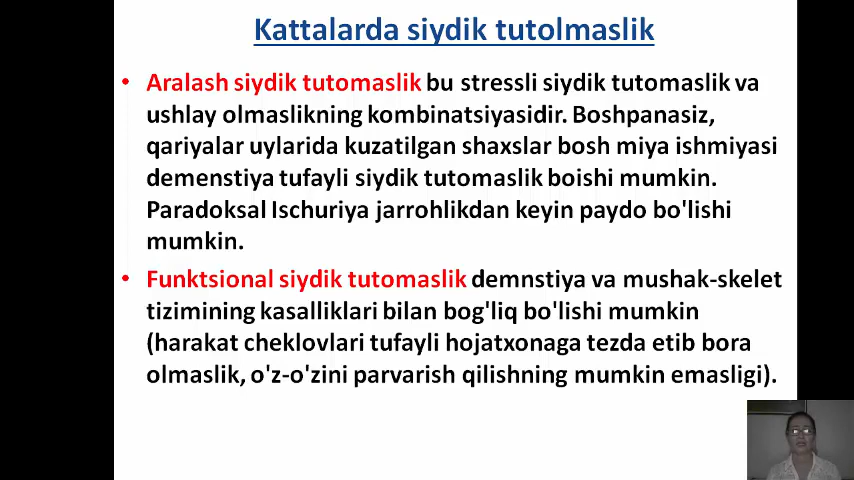 Kattalarda siydik tutolmaslik
• Aralash siydik tutomaslik bu stressli siydik tutomaslik va
ushlay olmaslikning kombinatsiyasidir. Boshpanasiz,
qariyalar uylarida kuzatilgan shaxslar bosh miya ishmiyasi
demenstiya tufayli siydik tutomaslik boishi mumkin.
Paradoksal Ischuriya jarrohlikdan keyin paydo bo'lishi
mumkin.
• Funktsional siydik tutomaslik demnstiya va mushak-skelet
tizimining kasalliklari bilan bog'liq bo'lishi mumkin
(harakat cheklovlari tufayli hojatxonaga tezda etib bora
olmaslik, o'z-o'zini parvarish qilishning mumkin emasligi).